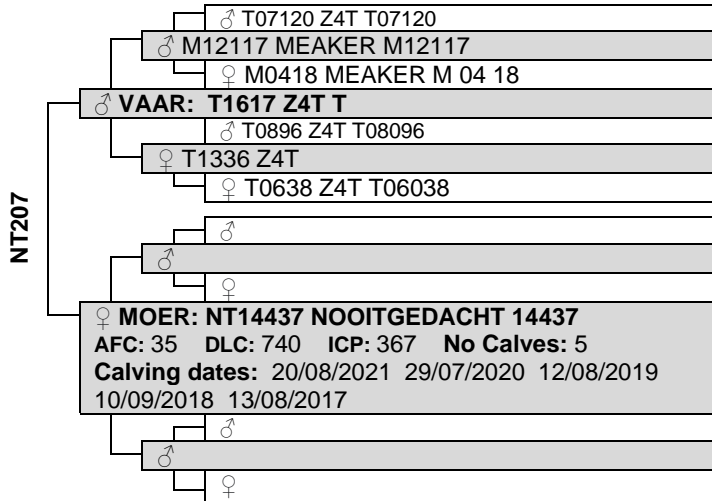 ♂ T07120 Z4T T07120
♂ M12117 MEAKER M12117
♀ M0418 MEAKER M 04 18
♂ VAAR: T1617 Z4T T
♂ T0896 Z4T T08096
♀ T1336 Z4T
♀ T0638 Z4T T06038
NT207
♂
♂
♀
♀ MOER: NT14437 NOOITGEDACHT 14437
AFC: 35 DLC: 740 ICP: 367 No Calves: 5
Calving dates: 20/08/2021 29/07/2020 12/08/2019
10/09/2018 13/08/2017
♂
♂
♀